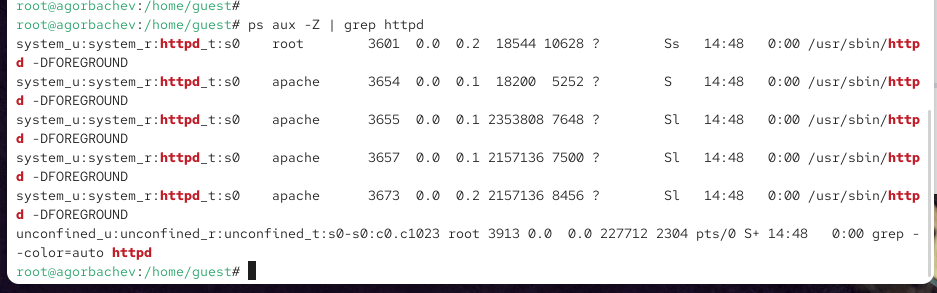 root@agorbachev:/home/guest#
root@agorbachev:/home/guest# ps aux -Z | grep httpd
system_u:system_r:httpd_t:s0    root        3601  0.0  0.2  18544 10628 ?        Ss   14:48   0:00 /usr/sbin/http
d -DFOREGROUND
system_u:system_r:httpd_t:s0    apache      3654  0.0  0.1  18200  5252 ?        S    14:48   0:00 /usr/sbin/http
d -DFOREGROUND
system_u:system_r:httpd_t:s0    apache      3655  0.0  0.1 2353808 7648 ?        Sl   14:48   0:00 /usr/sbin/http
d -DFOREGROUND
system_u:system_r:httpd_t:s0    apache      3657  0.0  0.1 2157136 7500 ?        Sl   14:48   0:00 /usr/sbin/http
d -DFOREGROUND
system_u:system_r:httpd_t:s0    apache      3673  0.0  0.2 2157136 8456 ?        Sl   14:48   0:00 /usr/sbin/http
d -DFOREGROUND
unconfined_u:unconfined_r:unconfined_t:s0-s0:c0.c1023 root 3913 0.0  0.0 227712 2304 pts/0 S+ 14:48   0:00 grep -
-color=auto httpd
root@agorbachev:/home/guest#